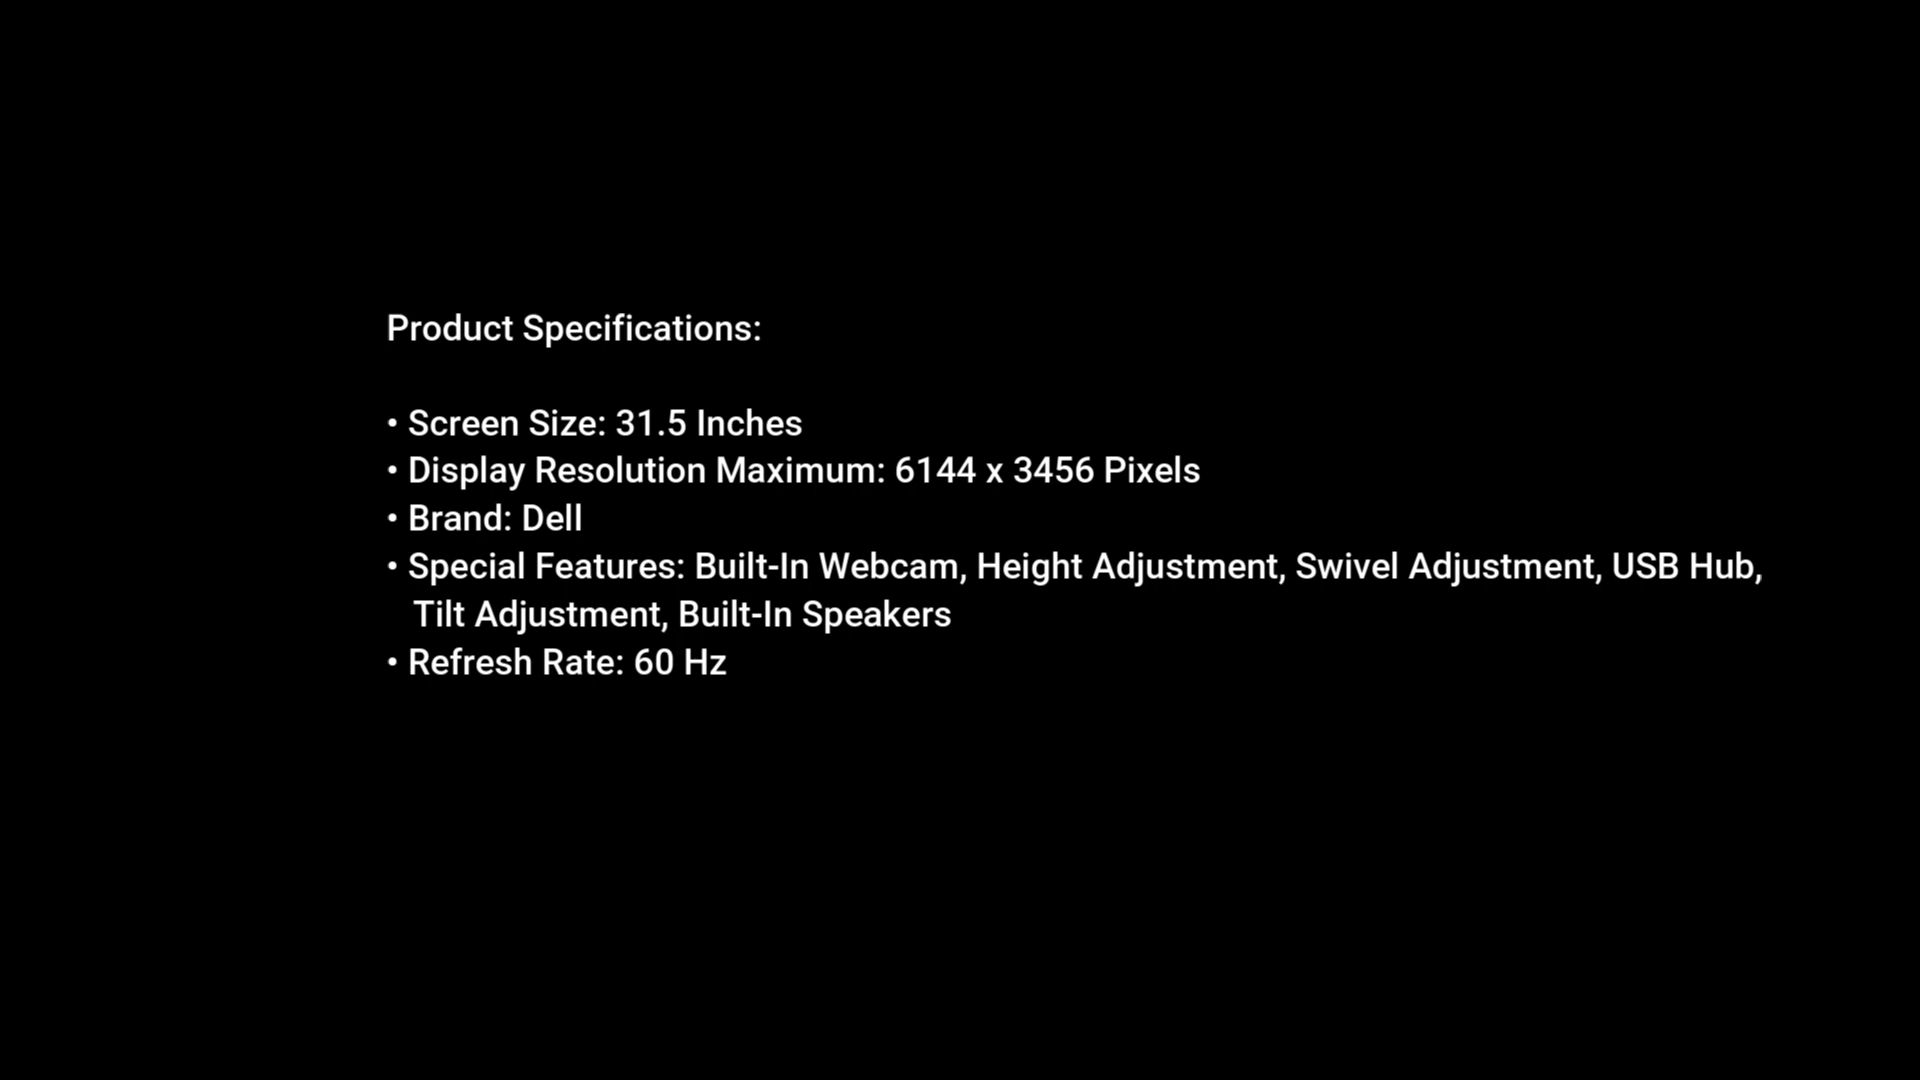 Product Specifications:
• Screen Size: 31.5 Inches
• Display Resolution Maximum: 6144 x 3456 Pixels
• Brand: Dell
• Special Features: Built-In Webcam, Height Adjustment, Swivel Adjustment, USB Hub,
Tilt Adjustment, Built-In Speakers
• Refresh Rate: 60 Hz